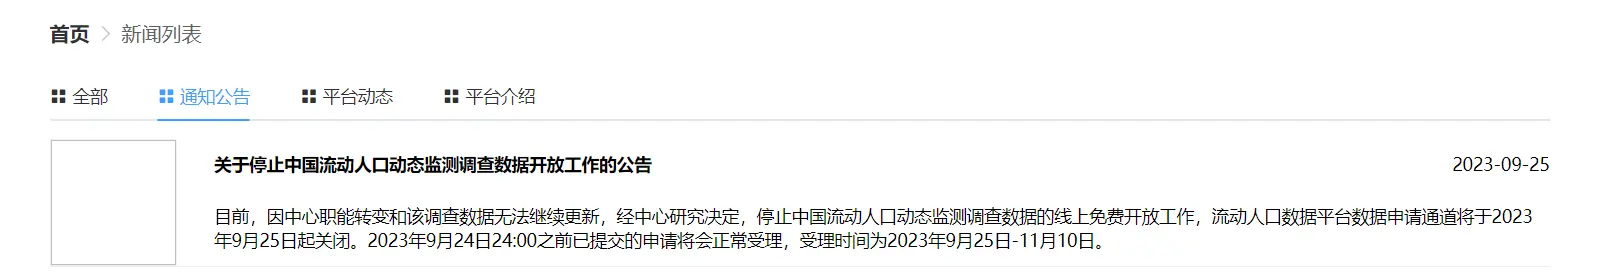 首页 > 新闻列表
全部 通知公告 平台动态 平台介绍
关于停止中国流动人口动态监测调查数据开放工作的公告 2023-09-25
目前，因中心职能转变和该调查数据无法继续更新，经中心研究决定，停止中国流动人口动态监测调查数据的线上免费开放工作，流动人口数据平台数据申请通道将于2023
年9月25日起关闭。2023年9月24日24:00之前已提交的申请将会正常受理，受理时间为2023年9月25日-11月10日。